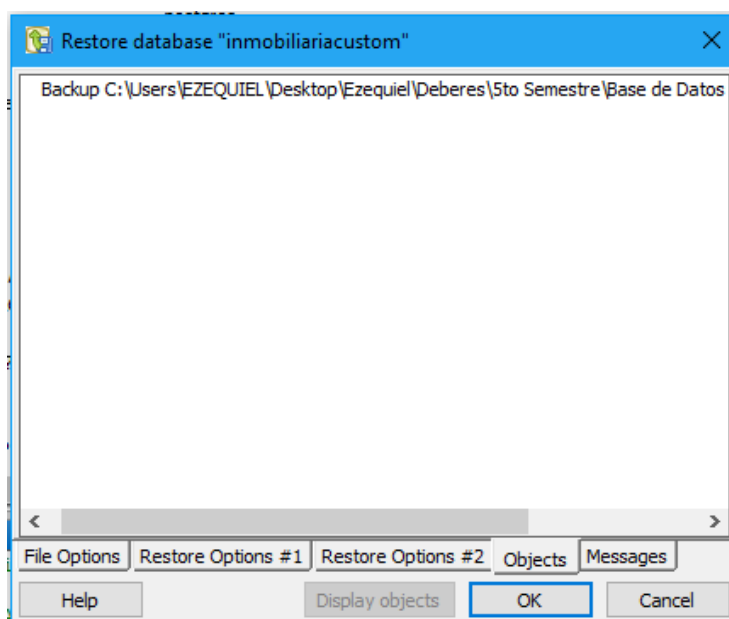 Restore database "inmobiliariacustom"
Backup C:\Users\EZEQUIEL\Desktop\Ezequiel\Deberes\5to Semestre\Base de Datos
File Options Restore Options #1 Restore Options #2 Objects Messages
Help Display objects OK Cancel